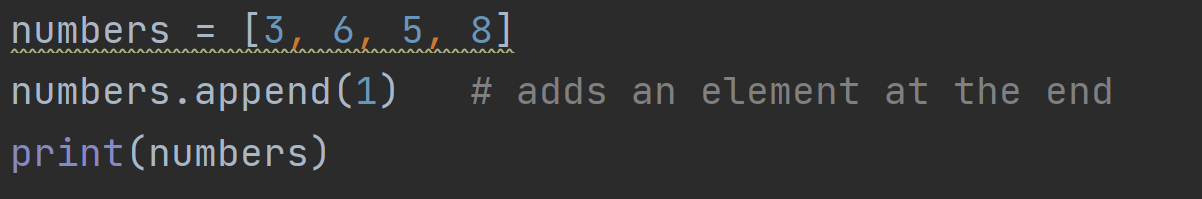 numbers = [3, 6, 5, 8]
numbers.append(1)   # adds an element at the end
print(numbers)